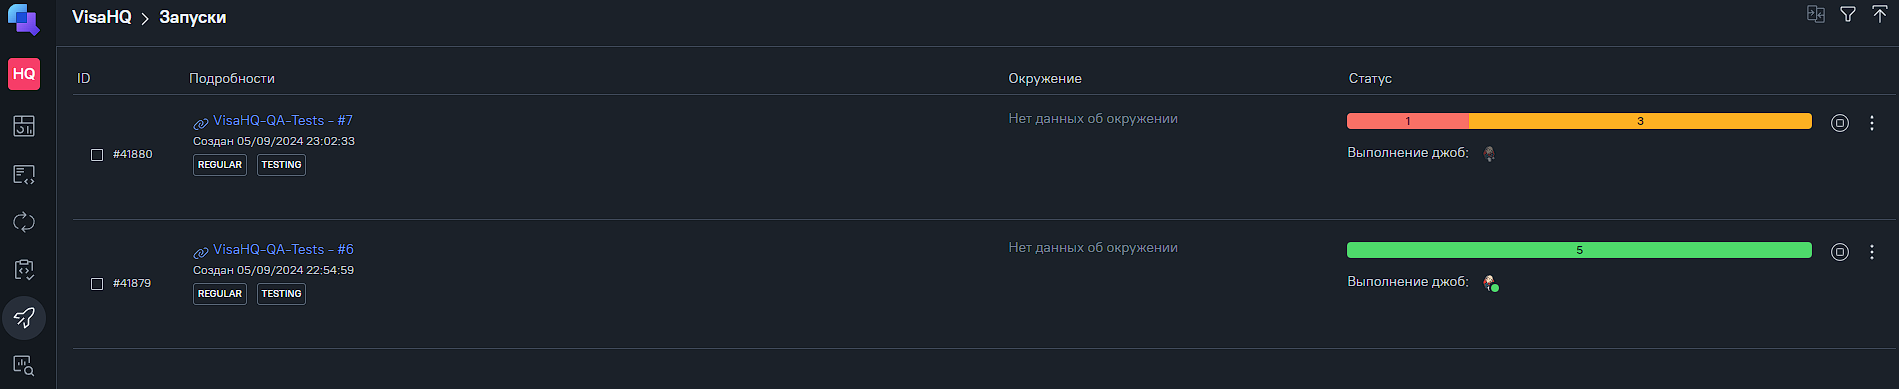 VisaHQ > Запуски
HQ
ID Подробности Окружение Статус
VisaHQ-QA-Tests - #7 Нет данных об окружении 1 3
Создан 05/09/2024 23:02:33
#41880 Выполнение джоб:
REGULAR TESTING
VisaHQ-QA-Tests - #6 Нет данных об окружении 5
Создан 05/09/2024 22:54:59
#41879 Выполнение джоб:
REGULAR TESTING